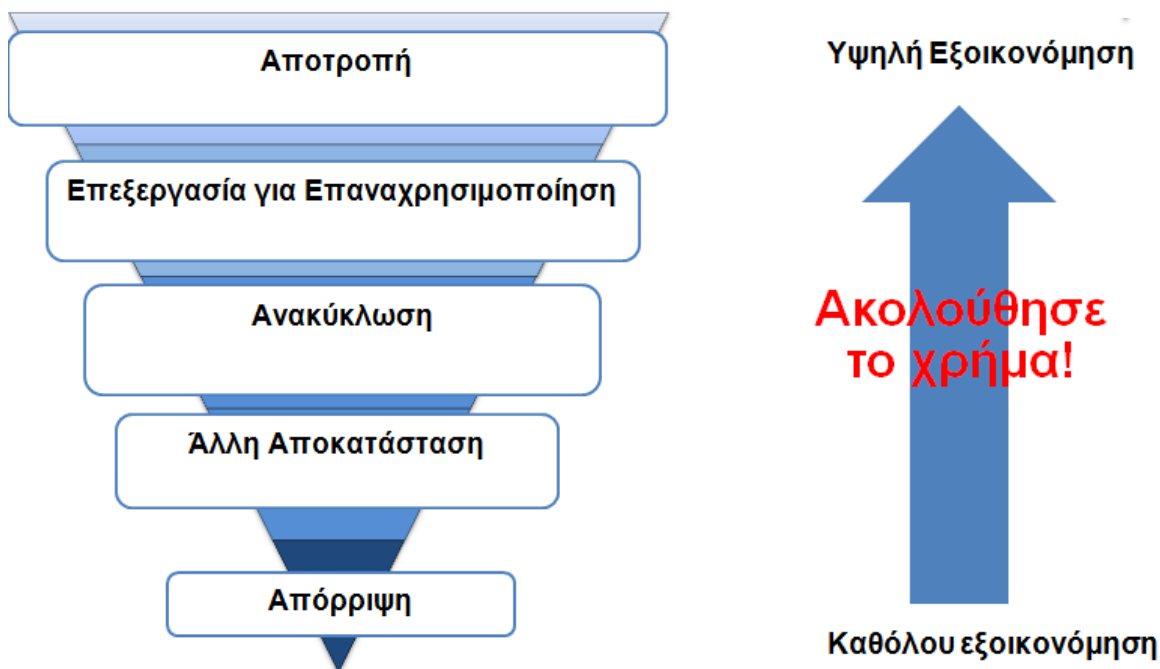 Αποτροπή
Επεξεργασία για Επαναχρησιμοποίηση
Ανακύκλωση
Άλλη Αποκατάσταση
Απόρριψη
Υψηλή Εξοικονόμηση
Ακολούθησε
το χρήμα!
Καθόλου εξοικονόμηση